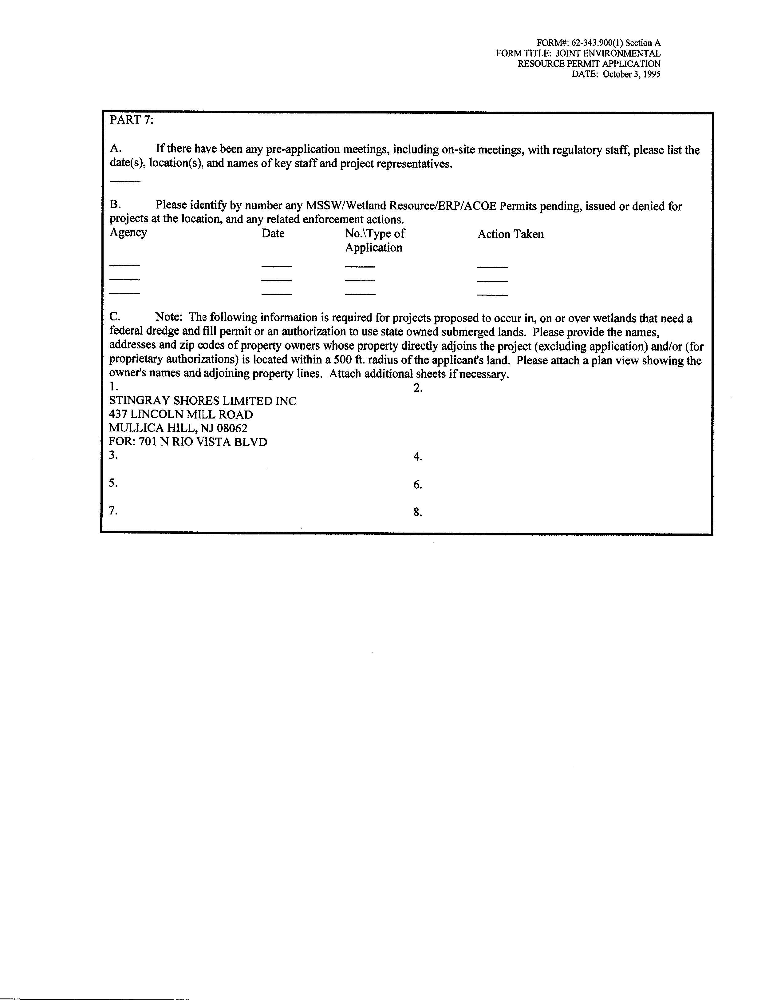 FORM#: 62-343.900(1) Section A
FORM TITLE: JOINT ENVIRONMENTAL
RESOURCE PERMIT APPLICATION
DATE: October 3, 1995
PART 7:
A. If there have been any pre-application meetings, including on-site meetings, with regulatory staff, please list the
date(s), location(s), and names of key staff and project representatives.
B. Please identify by number any MSSW/Wetland Resource/ERP/ACOE Permits pending, issued or denied for
projects at the location, and any related enforcement actions.
Agency Date No.\Type of Action Taken
Application
C. Note: The following information is required for projects proposed to occur in, on or over wetlands that need a
federal dredge and fill permit or an authorization to use state owned submerged lands. Please provide the names,
addresses and zip codes of property owners whose property directly adjoins the project (excluding application) and/or (for
proprietary authorizations) is located within a 500 ft. radius of the applicant's land. Please attach a plan view showing the
owner's names and adjoining property lines. Attach additional sheets if necessary.
1. 2.
STINGRAY SHORES LIMITED INC
437 LINCOLN MILL ROAD
MULLICA HILL, NJ 08062
FOR: 701 N RIO VISTA BLVD
3. 4.
5. 6.
7. 8.